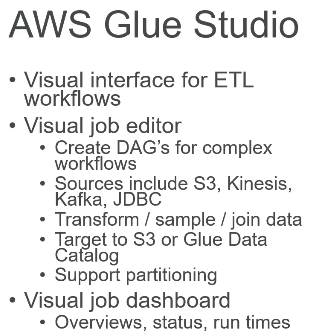 AWS Glue Studio
• Visual interface for ETL
workflows
• Visual job editor
• Create DAG's for complex
workflows
• Sources include S3, Kinesis,
Kafka, JDBC
• Transform / sample / join data
• Target to S3 or Glue Data
Catalog
• Support partitioning
• Visual job dashboard
• Overviews, status, run times